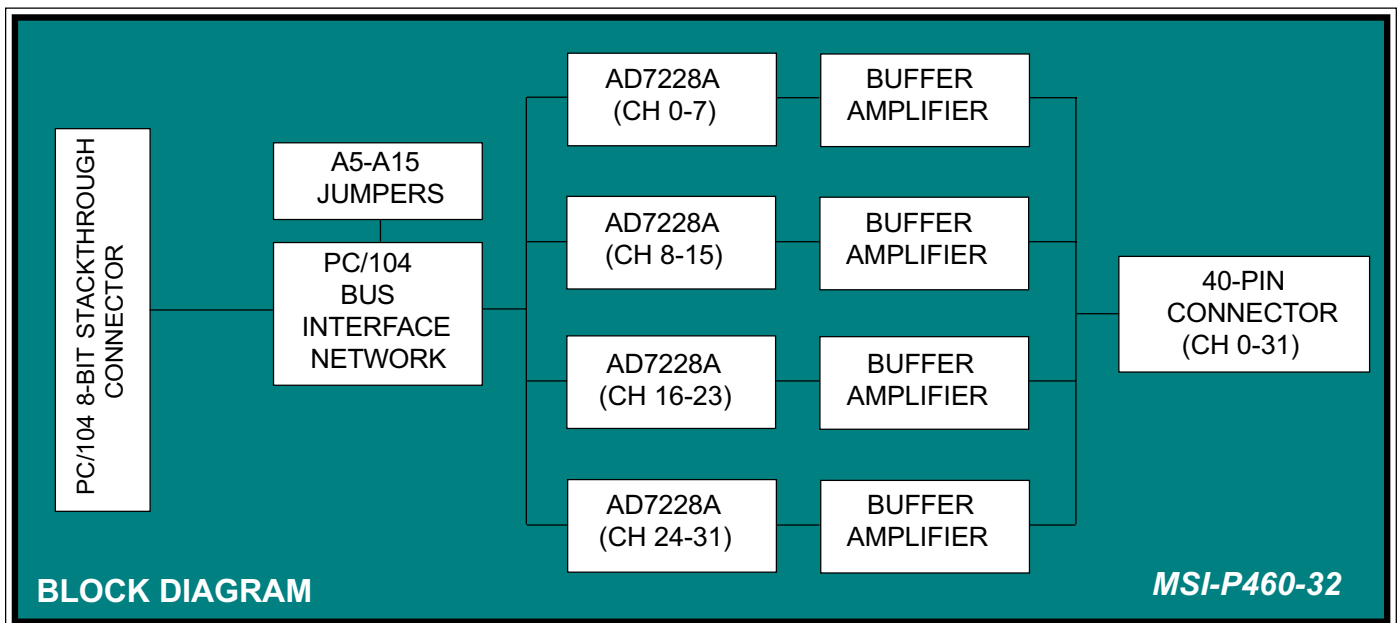 PC/104 8-BIT STACKTHROUGH
CONNECTOR
A5-A15
JUMPERS
PC/104
BUS
INTERFACE
NETWORK
AD7228A
(CH 0-7)
BUFFER
AMPLIFIER
AD7228A
(CH 8-15)
BUFFER
AMPLIFIER
AD7228A
(CH 16-23)
BUFFER
AMPLIFIER
AD7228A
(CH 24-31)
BUFFER
AMPLIFIER
40-PIN
CONNECTOR
(CH 0-31)
BLOCK DIAGRAM
MSI-P460-32